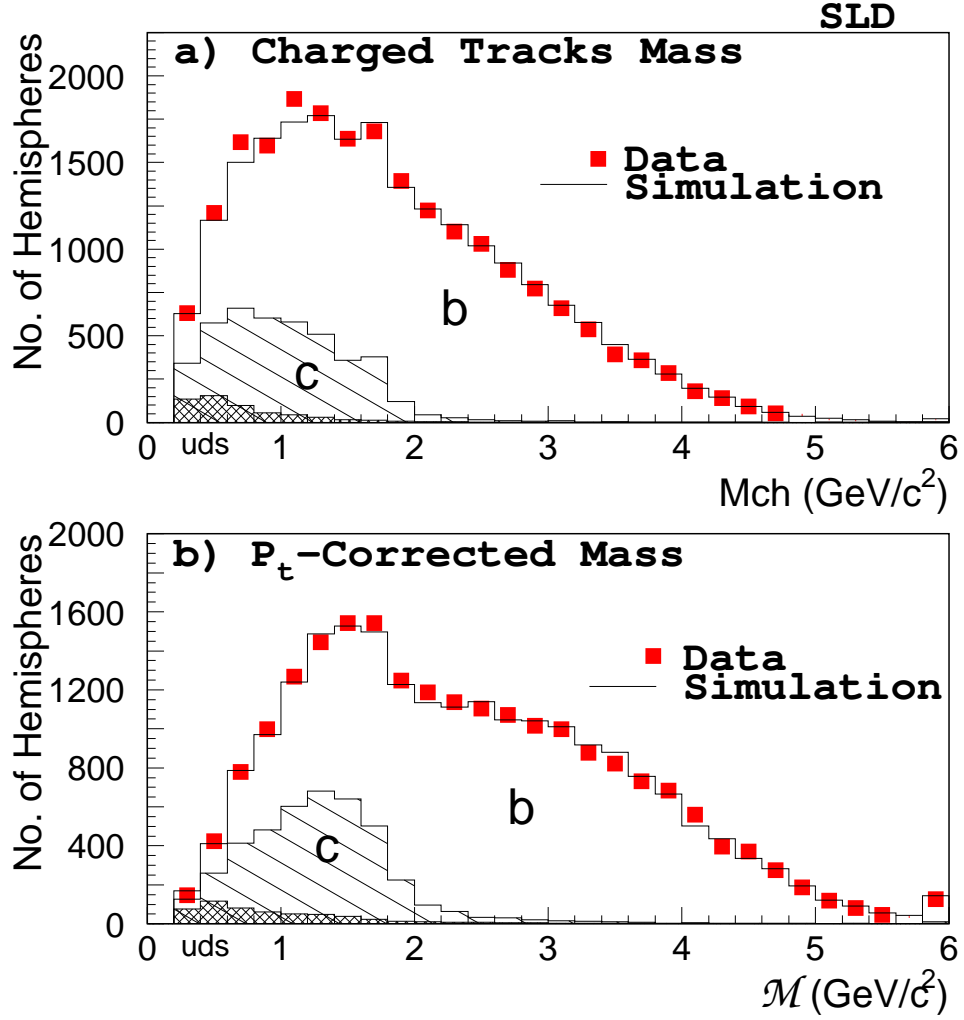 SLD
a) Charged Tracks Mass
No. of Hemispheres
2000
1500
1000
500
0
Data
Simulation
b
c
uds
0 1 2 3 4 5 6
Mch (GeV/c²)
b) Pₜ-Corrected Mass
No. of Hemispheres
2000
1600
1200
800
400
0
Data
Simulation
b
c
uds
0 1 2 3 4 5 6
ℳ (GeV/c²)